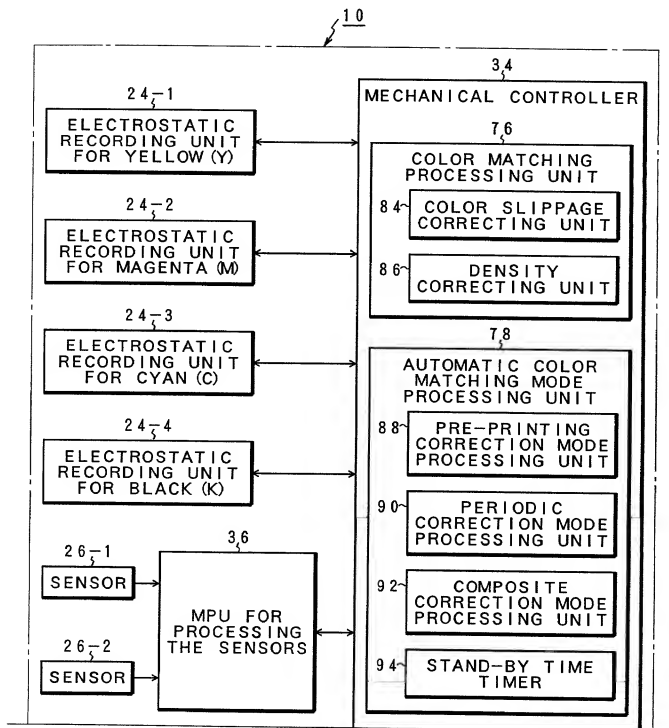 10
24-1
ELECTROSTATIC
RECORDING UNIT
FOR YELLOW(Y)
24-2
ELECTROSTATIC
RECORDING UNIT
FOR MAGENTA(M)
24-3
ELECTROSTATIC
RECORDING UNIT
FOR CYAN(C)
24-4
ELECTROSTATIC
RECORDING UNIT
FOR BLACK(K)
26-1
SENSOR
26-2
SENSOR
36
MPU FOR
PROCESSING
THE SENSORS
34
MECHANICAL CONTROLLER
76
COLOR MATCHING
PROCESSING UNIT
84
COLOR SLIPPAGE
CORRECTING UNIT
86
DENSITY
CORRECTING UNIT
78
AUTOMATIC COLOR
MATCHING MODE
PROCESSING UNIT
88
PRE-PRINTING
CORRECTION MODE
PROCESSING UNIT
90
PERIODIC
CORRECTION MODE
PROCESSING UNIT
92
COMPOSITE
CORRECTION MODE
PROCESSING UNIT
94
STAND-BY TIME
TIMER